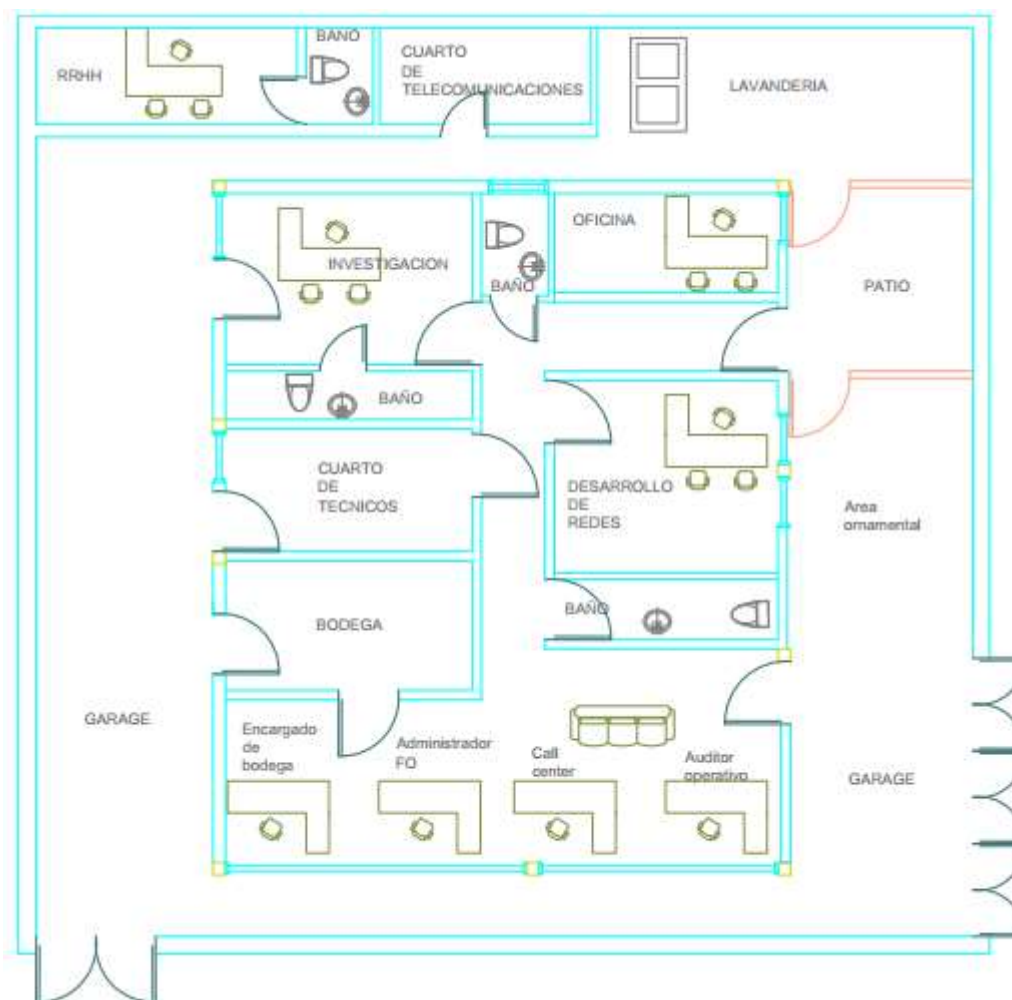 BAÑO
RRHH
CUARTO
DE
TELECOMUNICACIONES
LAVANDERIA
OFICINA
INVESTIGACION
BAÑO
PATIO
BAÑO
CUARTO
DE
TECNICOS
DESARROLLO
DE
REDES
Area
ornamental
BAÑO
BODEGA
GARAGE
Encargado
de
bodega
Administrador
FO
Call
center
Auditor
operativo
GARAGE